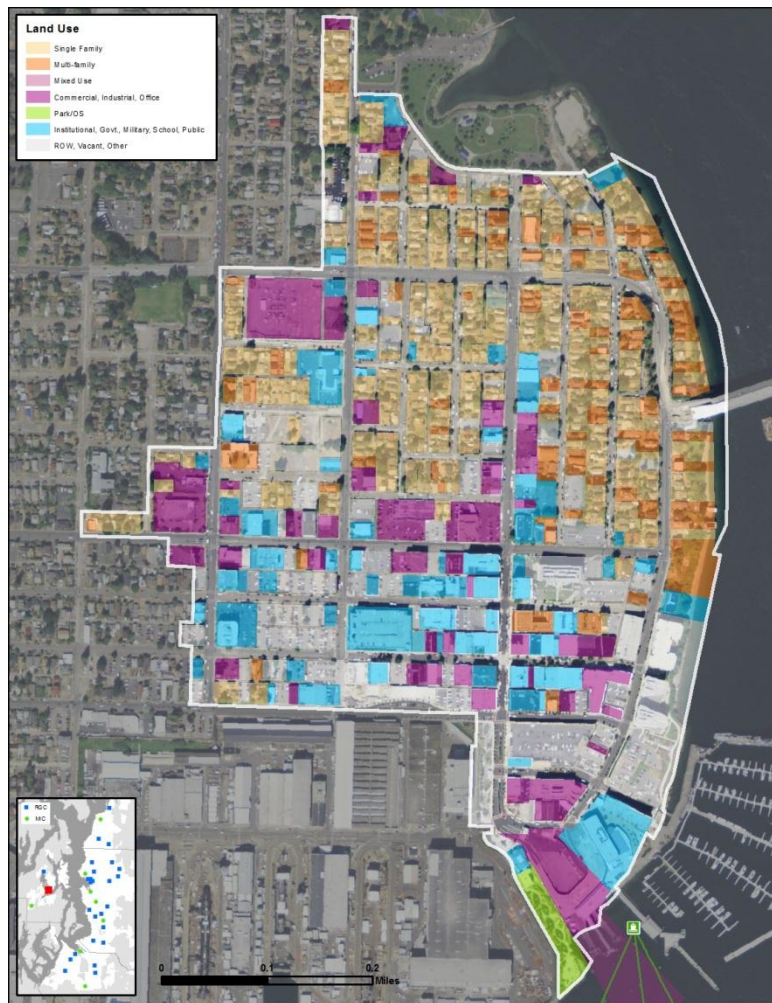 Land Use
Single Family
Multi-family
Mixed Use
Commercial, Industrial, Office
Park/OS
Institutional, Govt., Military, School, Public
ROW, Vacant, Other
RGC
MIC
0 0.1 0.2
Miles